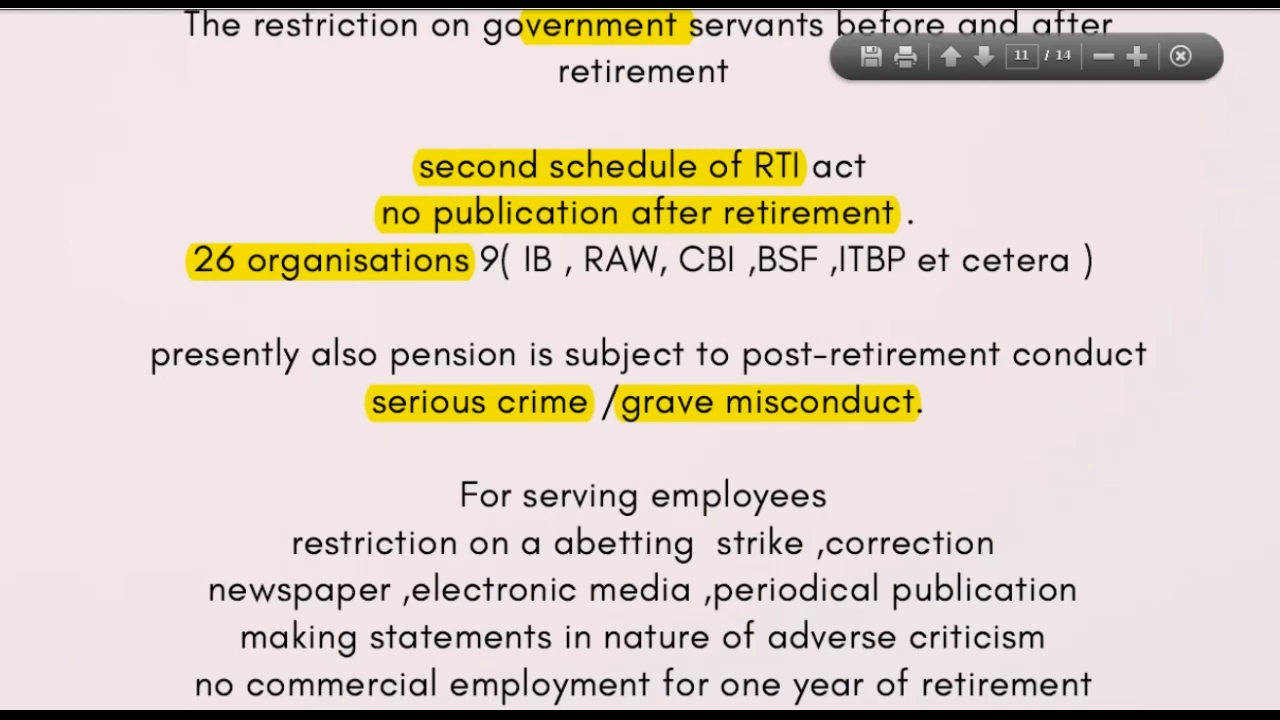 The restriction on government servants before and after
retirement
11 / 14
second schedule of RTI act
no publication after retirement .
26 organisations 9( IB , RAW, CBI ,BSF ,ITBP et cetera )
presently also pension is subject to post-retirement conduct
serious crime /grave misconduct.
For serving employees
restriction on a abetting strike ,correction
newspaper ,electronic media ,periodical publication
making statements in nature of adverse criticism
no commercial employment for one year of retirement